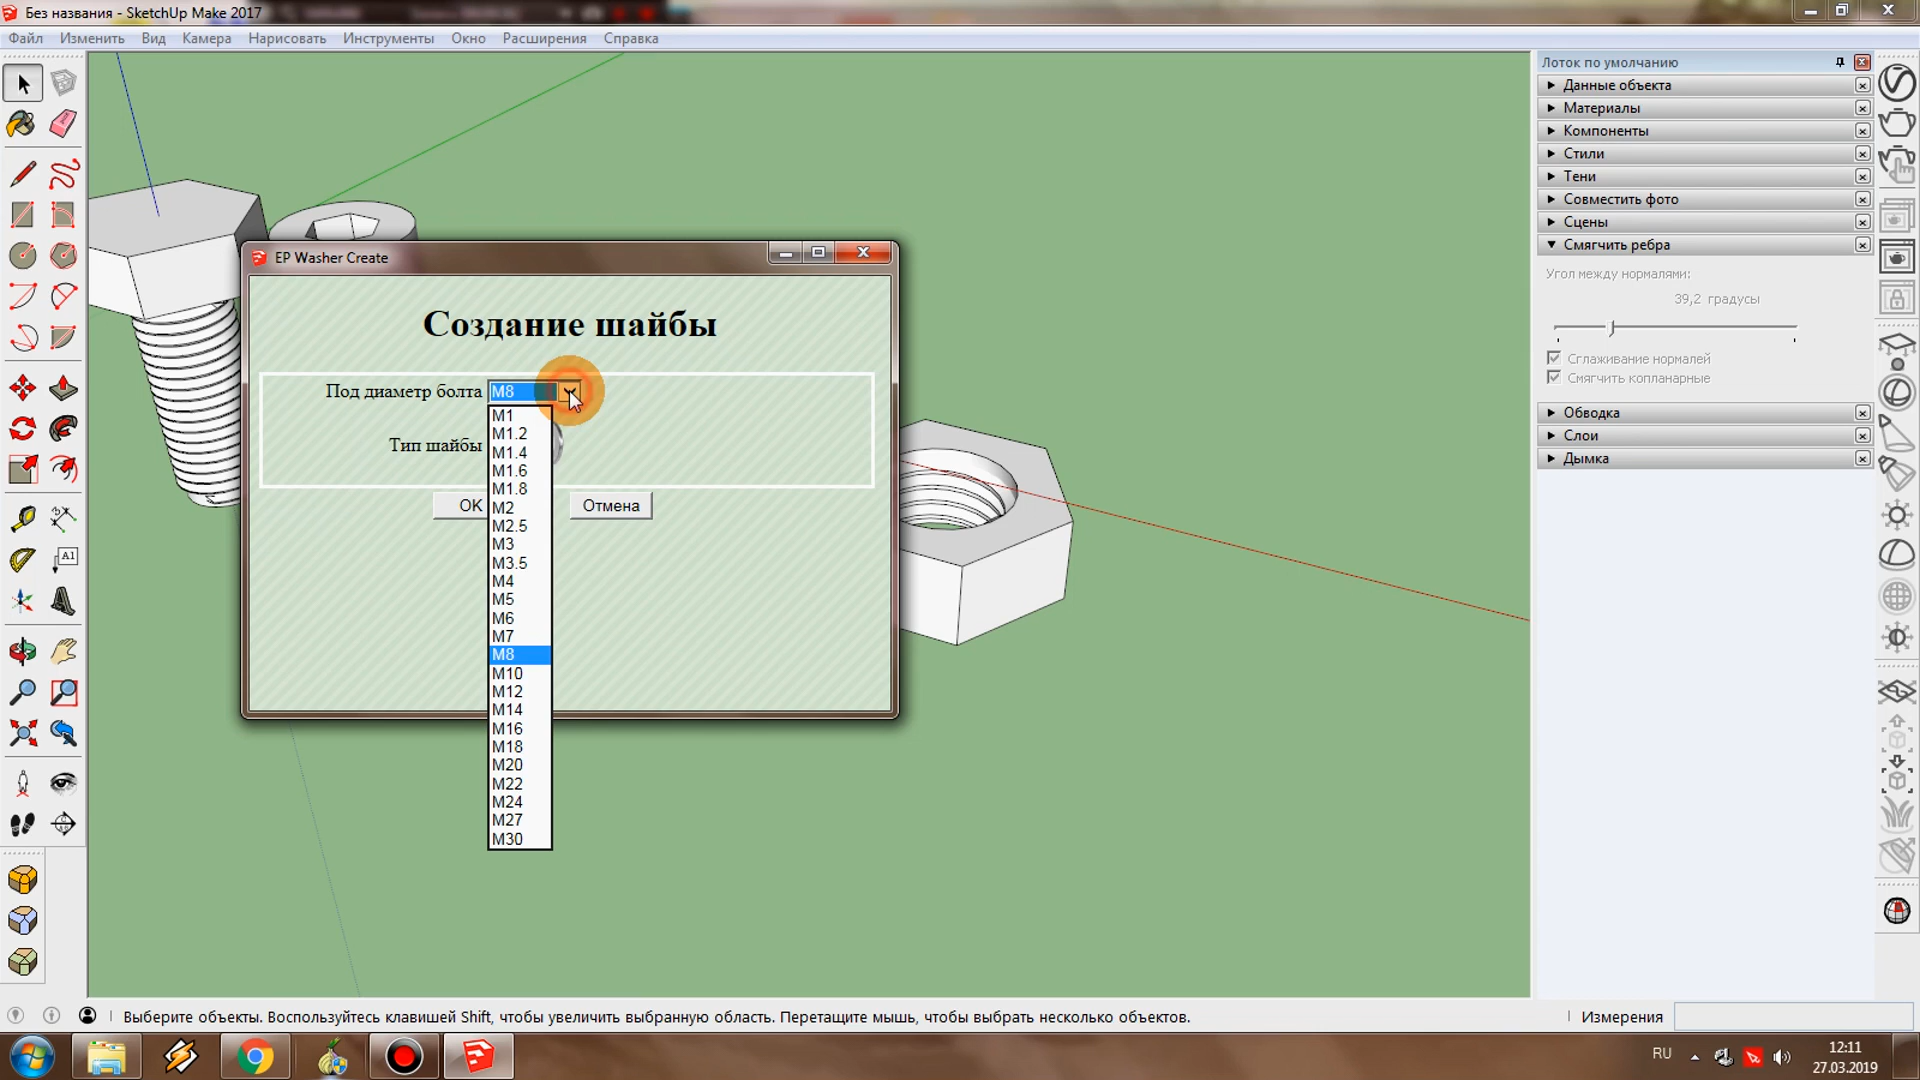 Без названия - SketchUp Make 2017
Файл Изменить Вид Камера Нарисовать Инструменты Окно Расширения Справка
Лоток по умолчанию
Данные объекта
Материалы
Компоненты
Стили
Тени
Совместить фото
Сцены
Смягчить ребра
Угол между нормалями:
39,2 градусы
Сглаживание нормалей
Смягчить копланарные
Обводка
Слои
Дымка
EP Washer Create
Создание шайбы
Под диаметр болта M8
Тип шайбы
M1
M1.2
M1.4
M1.6
M1.8
M2
M2.5
M3
M3.5
M4
M5
M6
M7
M8
M10
M12
M14
M16
M18
M20
M22
M24
M27
M30
OK Отмена
A1
Выберите объекты. Воспользуйтесь клавишей Shift, чтобы увеличить выбранную область. Перетащите мышь, чтобы выбрать несколько объектов.
Измерения
RU
12:11
27.03.2019